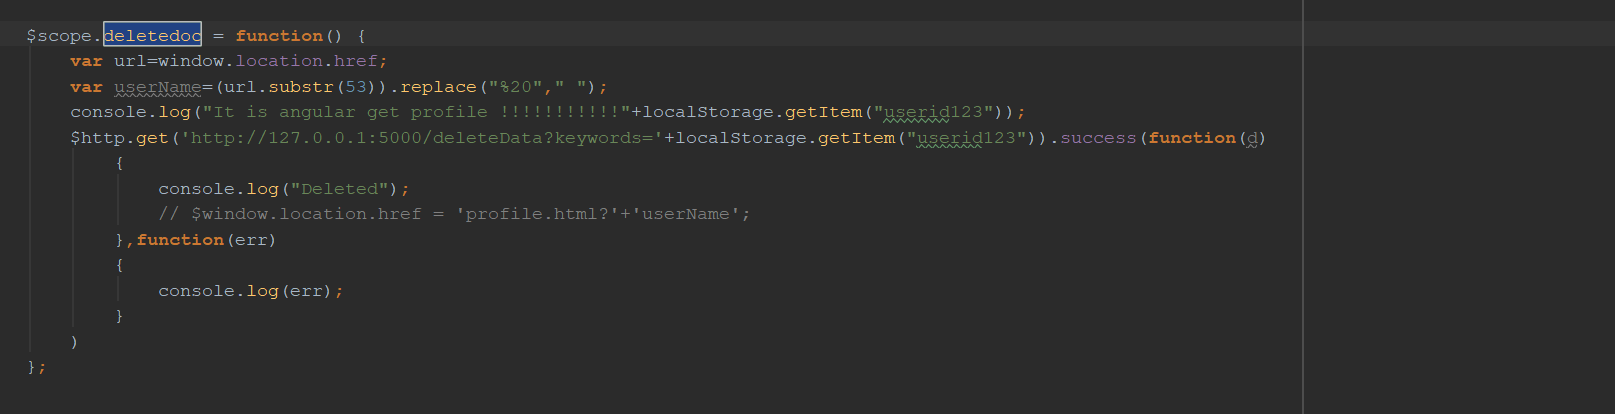 $scope.deletedoc = function() {
var url=window.location.href;
var userName=(url.substr(53)).replace("%20"," ");
console.log("It is angular get profile !!!!!!!!!!!"+localStorage.getItem("userid123"));
$http.get('http://127.0.0.1:5000/deleteData?keywords='+localStorage.getItem("userid123")).success(function(d)
{
console.log("Deleted");
// $window.location.href = 'profile.html?'+'userName';
},function(err)
{
console.log(err);
}
)
};